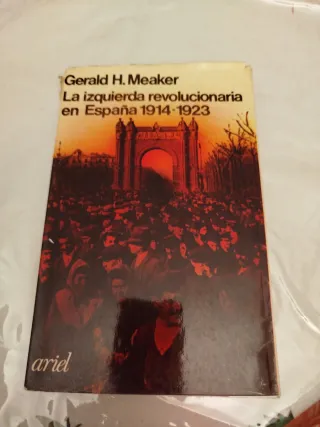 Gerald H. Meaker
La izquierda revolucionaria
en España 1914-1923
ariel